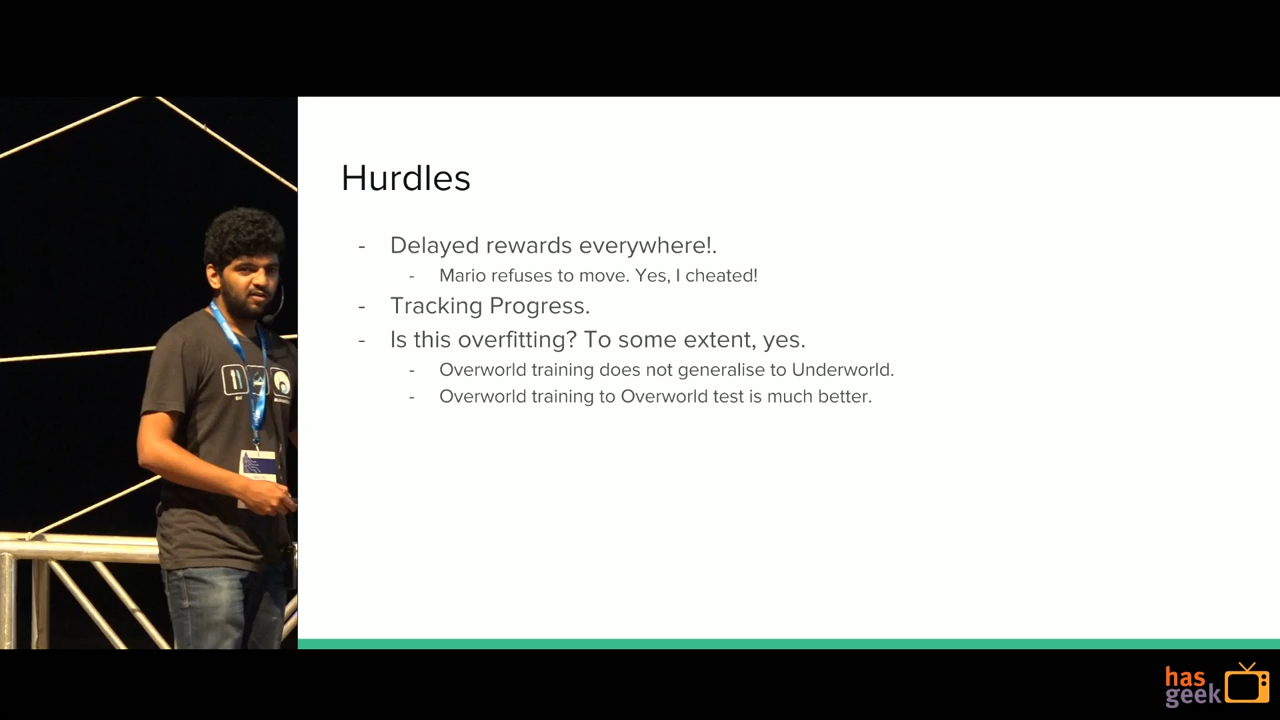 Hurdles
- Delayed rewards everywhere!.
- Mario refuses to move. Yes, I cheated!
- Tracking Progress.
- Is this overfitting? To some extent, yes.
- Overworld training does not generalise to Underworld.
- Overworld training to Overworld test is much better.
has
geek